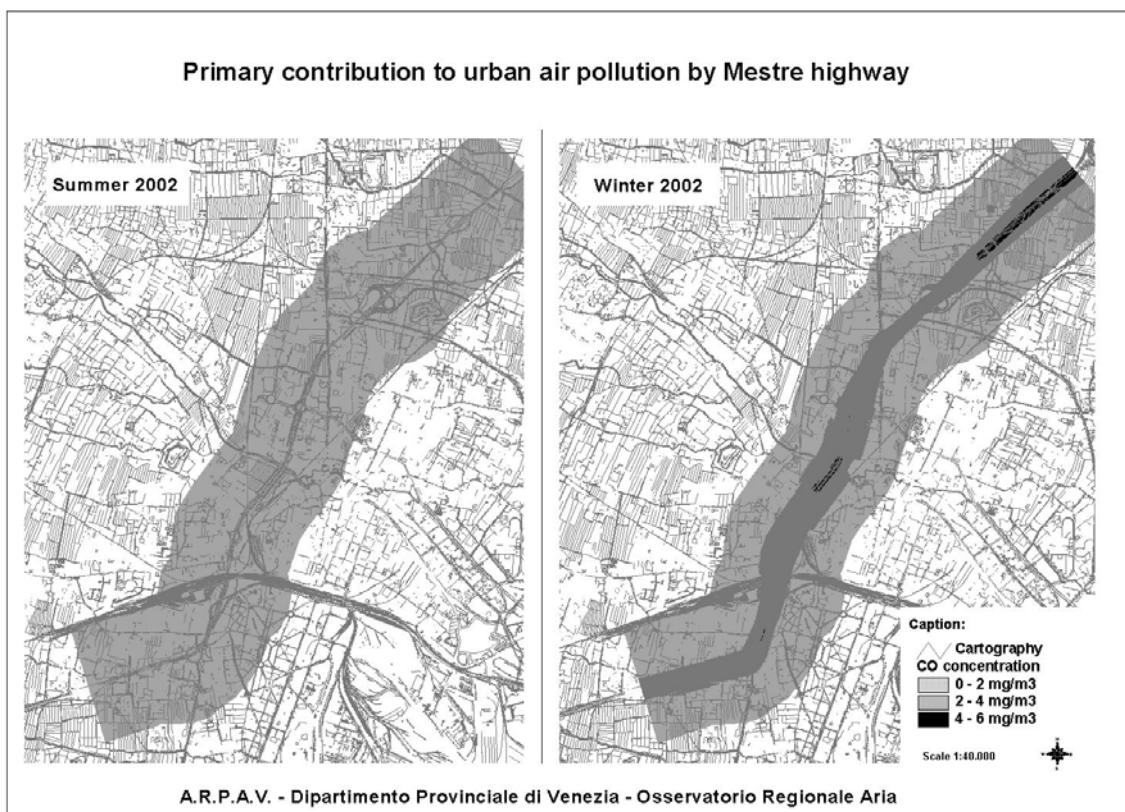 Primary contribution to urban air pollution by Mestre highway
Summer 2002
Winter 2002
Caption:
Cartography
CO concentration
0 - 2 mg/m3
2 - 4 mg/m3
4 - 6 mg/m3
Scale 1:40.000
A.R.P.A.V. - Dipartimento Provinciale di Venezia - Osservatorio Regionale Aria